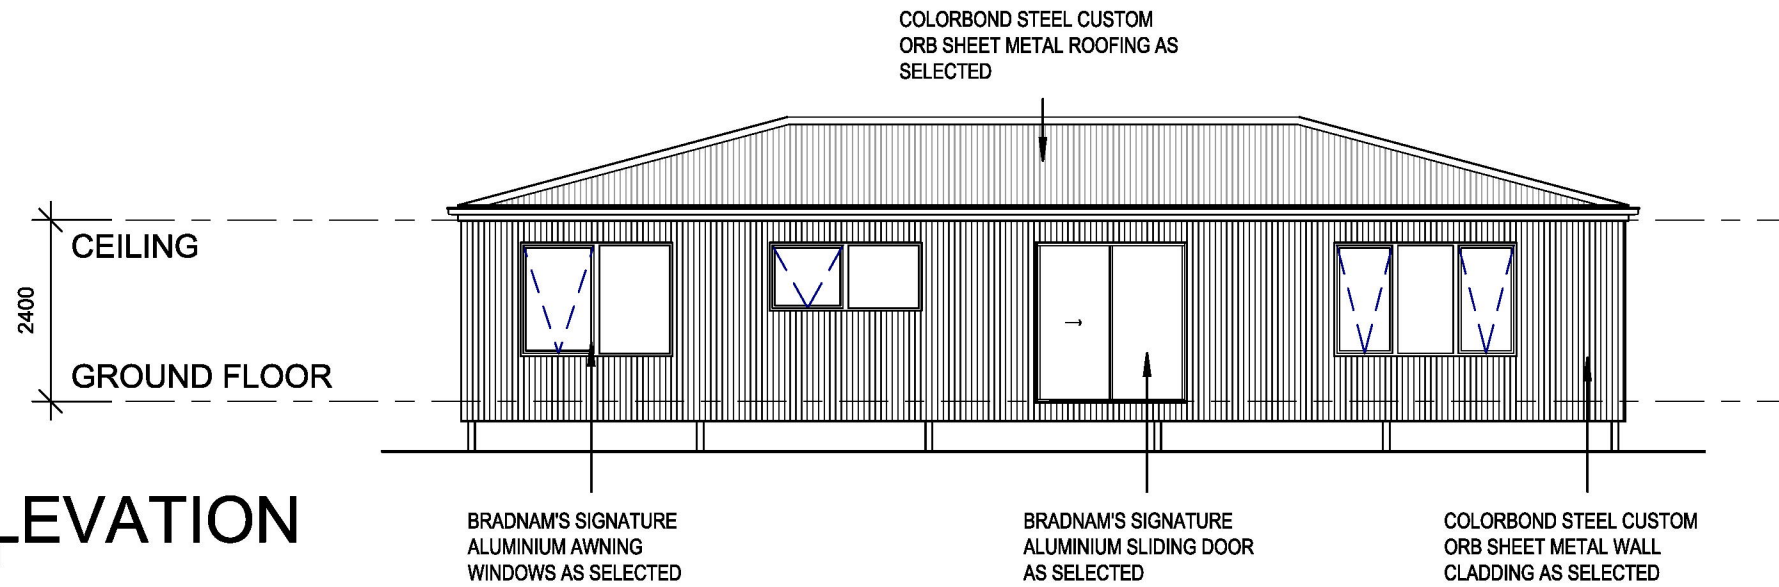 COLORBOND STEEL CUSTOM
ORB SHEET METAL ROOFING AS
SELECTED
CEILING
2400
GROUND FLOOR
LEVATION
BRADNAM'S SIGNATURE
ALUMINIUM AWNING
WINDOWS AS SELECTED
BRADNAM'S SIGNATURE
ALUMINIUM SLIDING DOOR
AS SELECTED
COLORBOND STEEL CUSTOM
ORB SHEET METAL WALL
CLADDING AS SELECTED